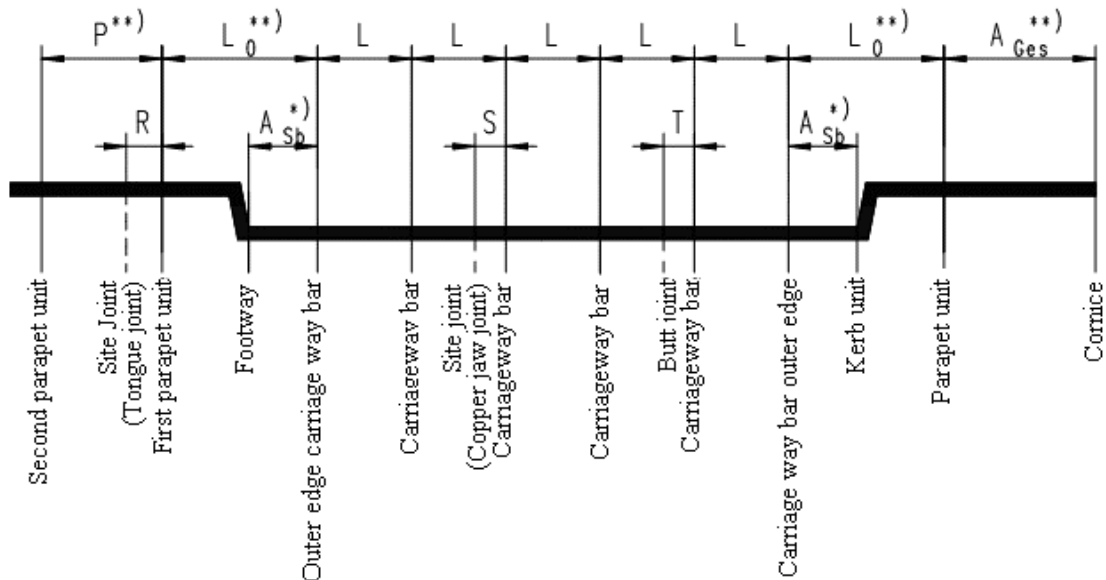 P**)
L0**)
L
L
L
L
L
L0**)
AGes**)
R
ASb*)
S
T
ASb*)
Second parapet unit
Site Joint
(Tongue joint)
First parapet unit
Footway
Outer edge carriage way bar
Carriageway bar
Site joint
(Copper jaw joint)
Carriageway bar
Carriageway bar
Butt joint
Carriageway bar
Carriage way bar outer edge
Kerb unit
Parapet unit
Cornice